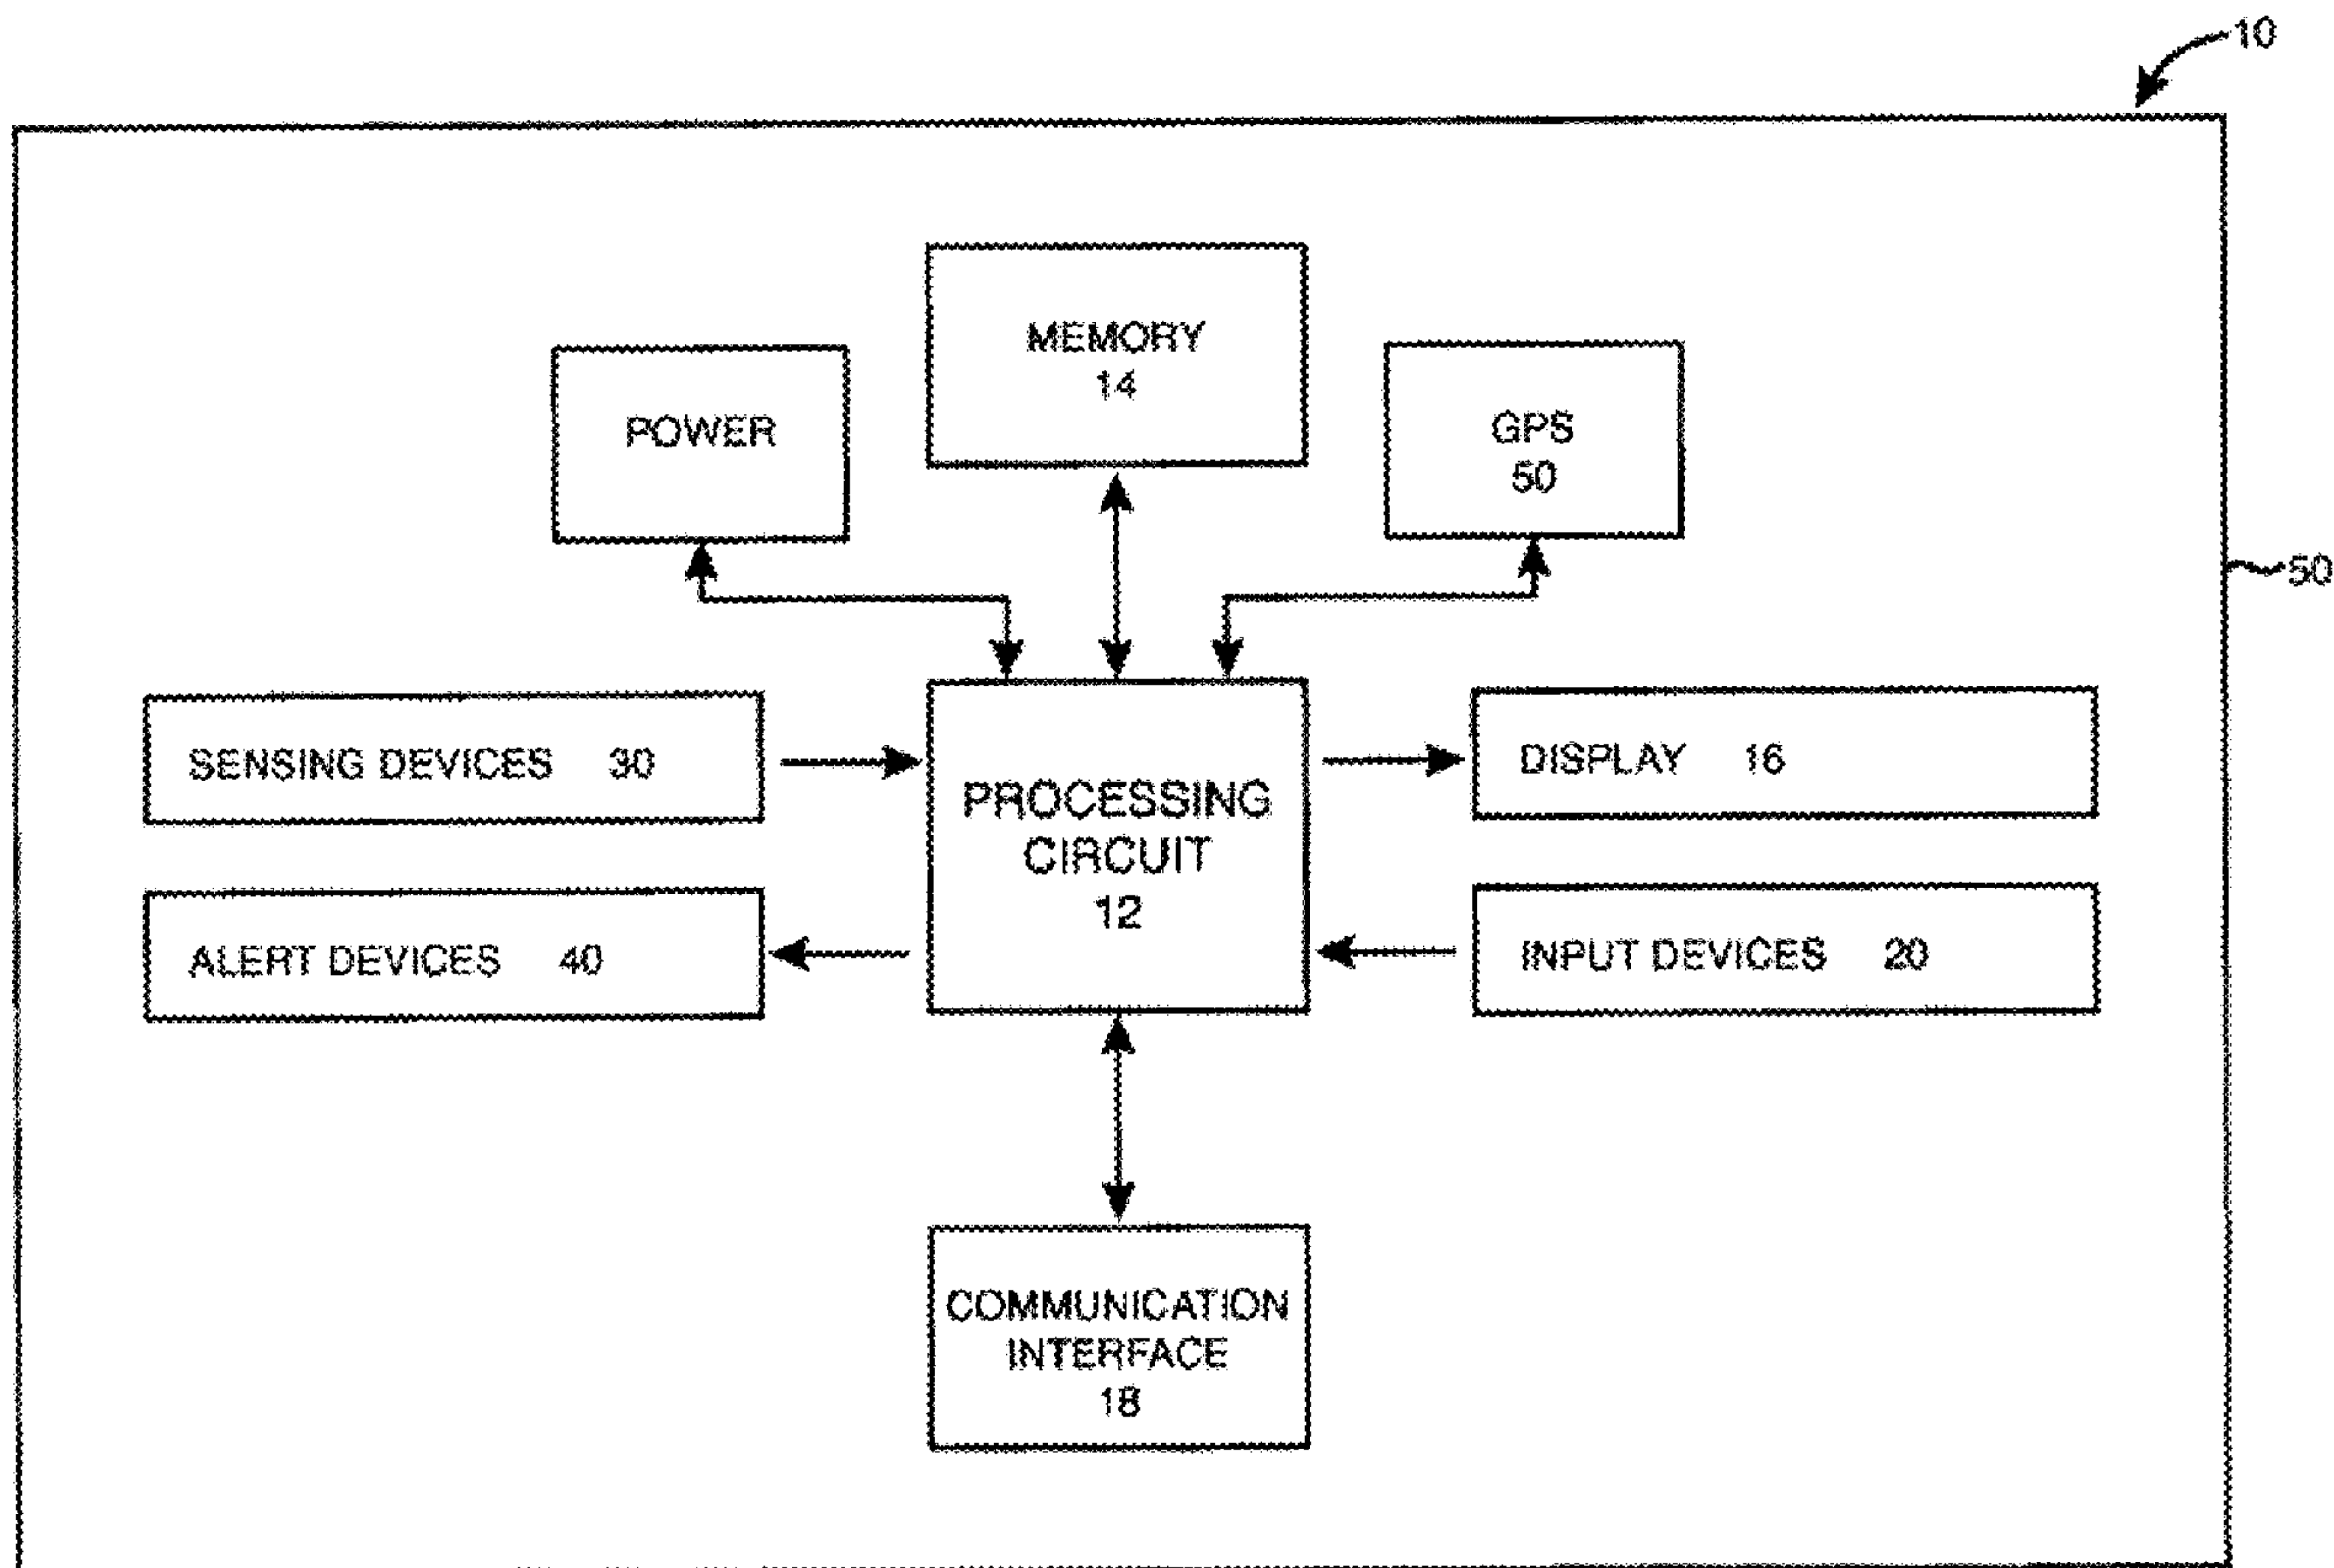 10
MEMORY
14
POWER
GPS
50
50
SENSING DEVICES 30
PROCESSING
CIRCUIT
12
DISPLAY 16
ALERT DEVICES 40
INPUT DEVICES 20
COMMUNICATION
INTERFACE
18